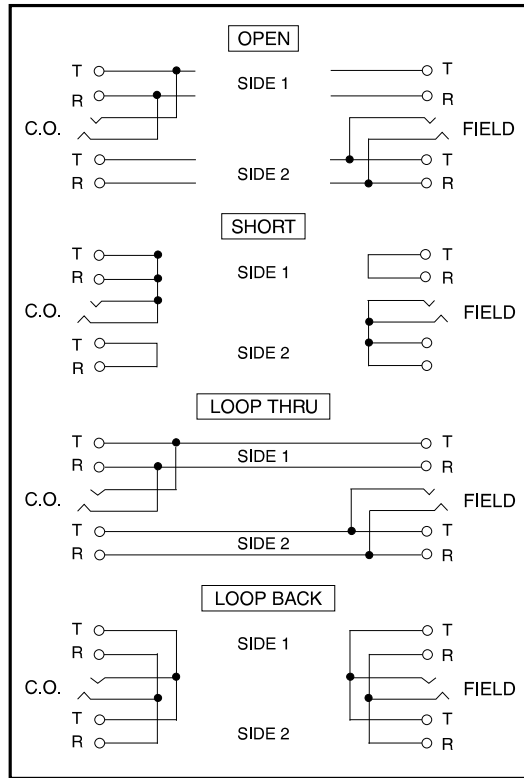 OPEN
T SIDE 1 T
R R
C.O. FIELD
T T
R SIDE 2 R
SHORT
T SIDE 1 T
R R
C.O. FIELD
T
R SIDE 2
LOOP THRU
T T
R SIDE 1 R
C.O. FIELD
T T
R SIDE 2 R
LOOP BACK
T SIDE 1 T
R R
C.O. FIELD
T T
R SIDE 2 R